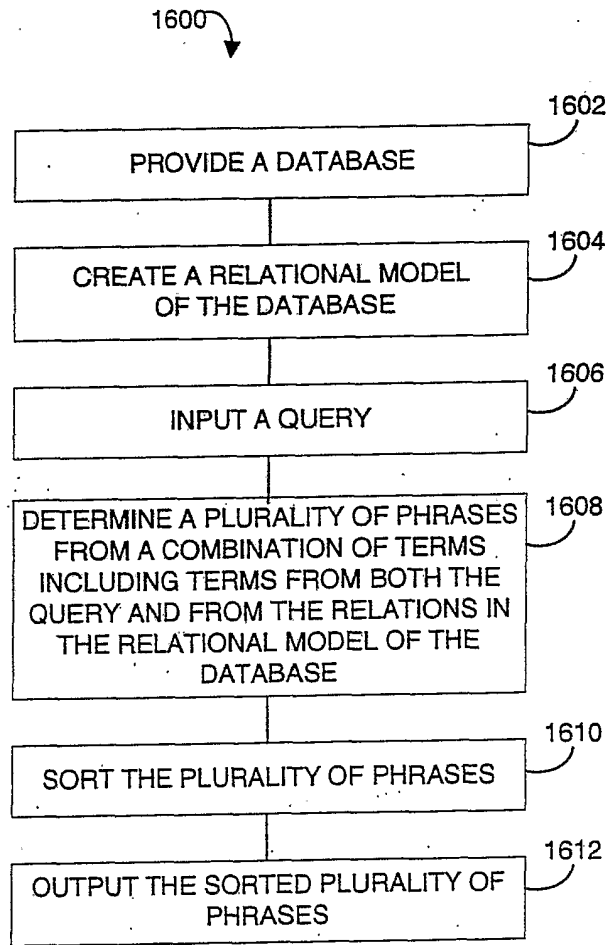 1600
1602
PROVIDE A DATABASE
1604
CREATE A RELATIONAL MODEL
OF THE DATABASE
1606
INPUT A QUERY
1608
DETERMINE A PLURALITY OF PHRASES
FROM A COMBINATION OF TERMS
INCLUDING TERMS FROM BOTH THE
QUERY AND FROM THE RELATIONS IN
THE RELATIONAL MODEL OF THE
DATABASE
1610
SORT THE PLURALITY OF PHRASES
1612
OUTPUT THE SORTED PLURALITY OF
PHRASES